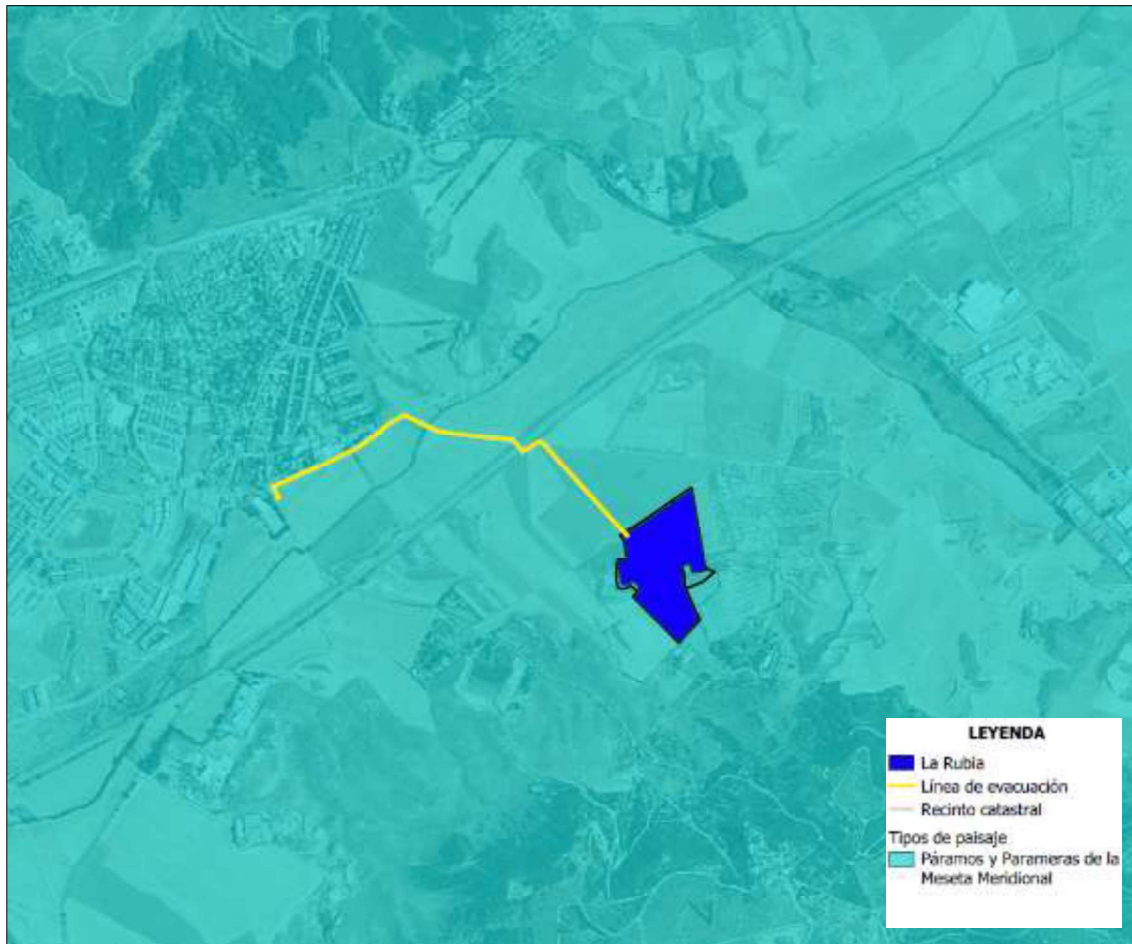 LEYENDA
La Rubia
Línea de evacuación
Recinto catastral
Tipos de paisaje
Páramos y Parameras de la
Meseta Meridional